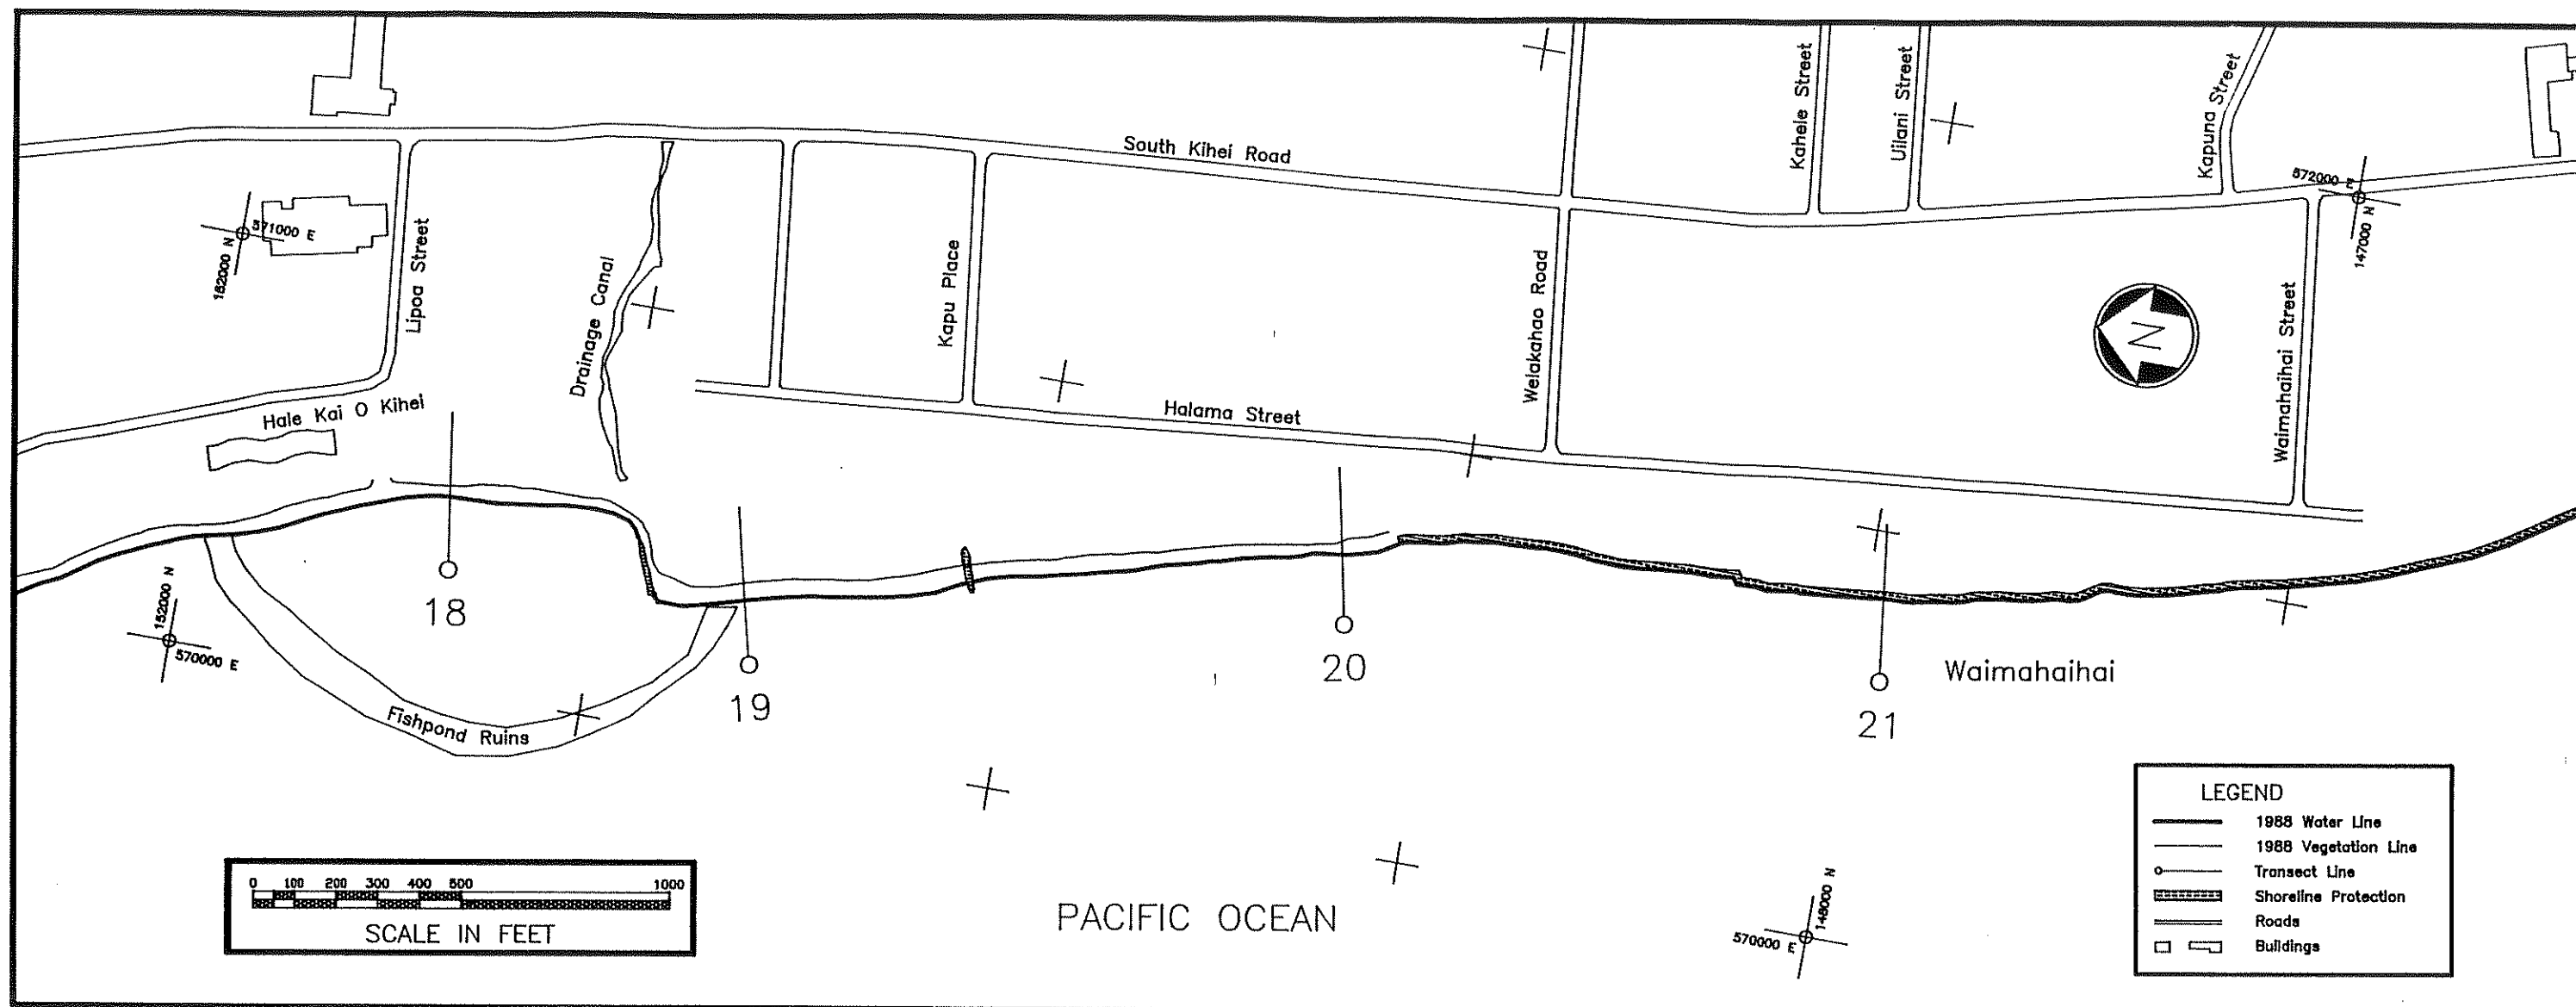 South Kihei Road
Kahele Street
Uilani Street
Kapuna Street
571000 E
152000 N
Lipoa Street
Drainage Canal
Kapu Place
Welakahao Road
572000 E
147000 N
Waimahaihai Street
N
Hale Kai O Kihei
Halama Street
152000 N
570000 E
18
19
20
21
Waimahaihai
Fishpond Ruins
0 100 200 300 400 500 1000
SCALE IN FEET
PACIFIC OCEAN
570000 E
148000 N
LEGEND
1988 Water Line
1988 Vegetation Line
Transect Line
Shoreline Protection
Roads
Buildings